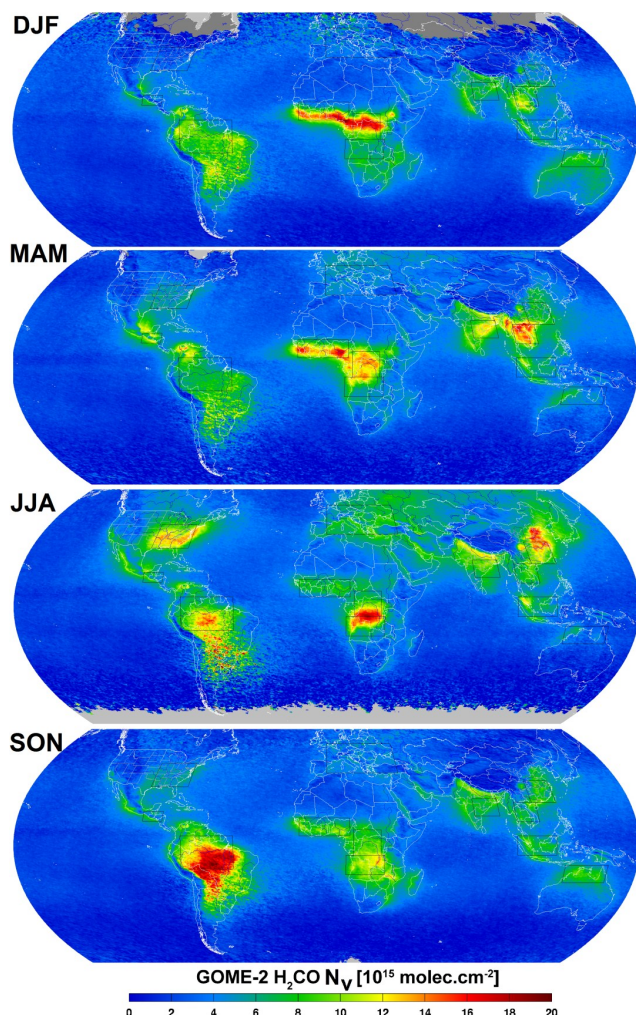 DJF
MAM
JJA
SON
GOME-2 H₂CO Nᵥ [10¹⁵ molec.cm⁻²]
0 2 4 6 8 10 12 14 16 18 20